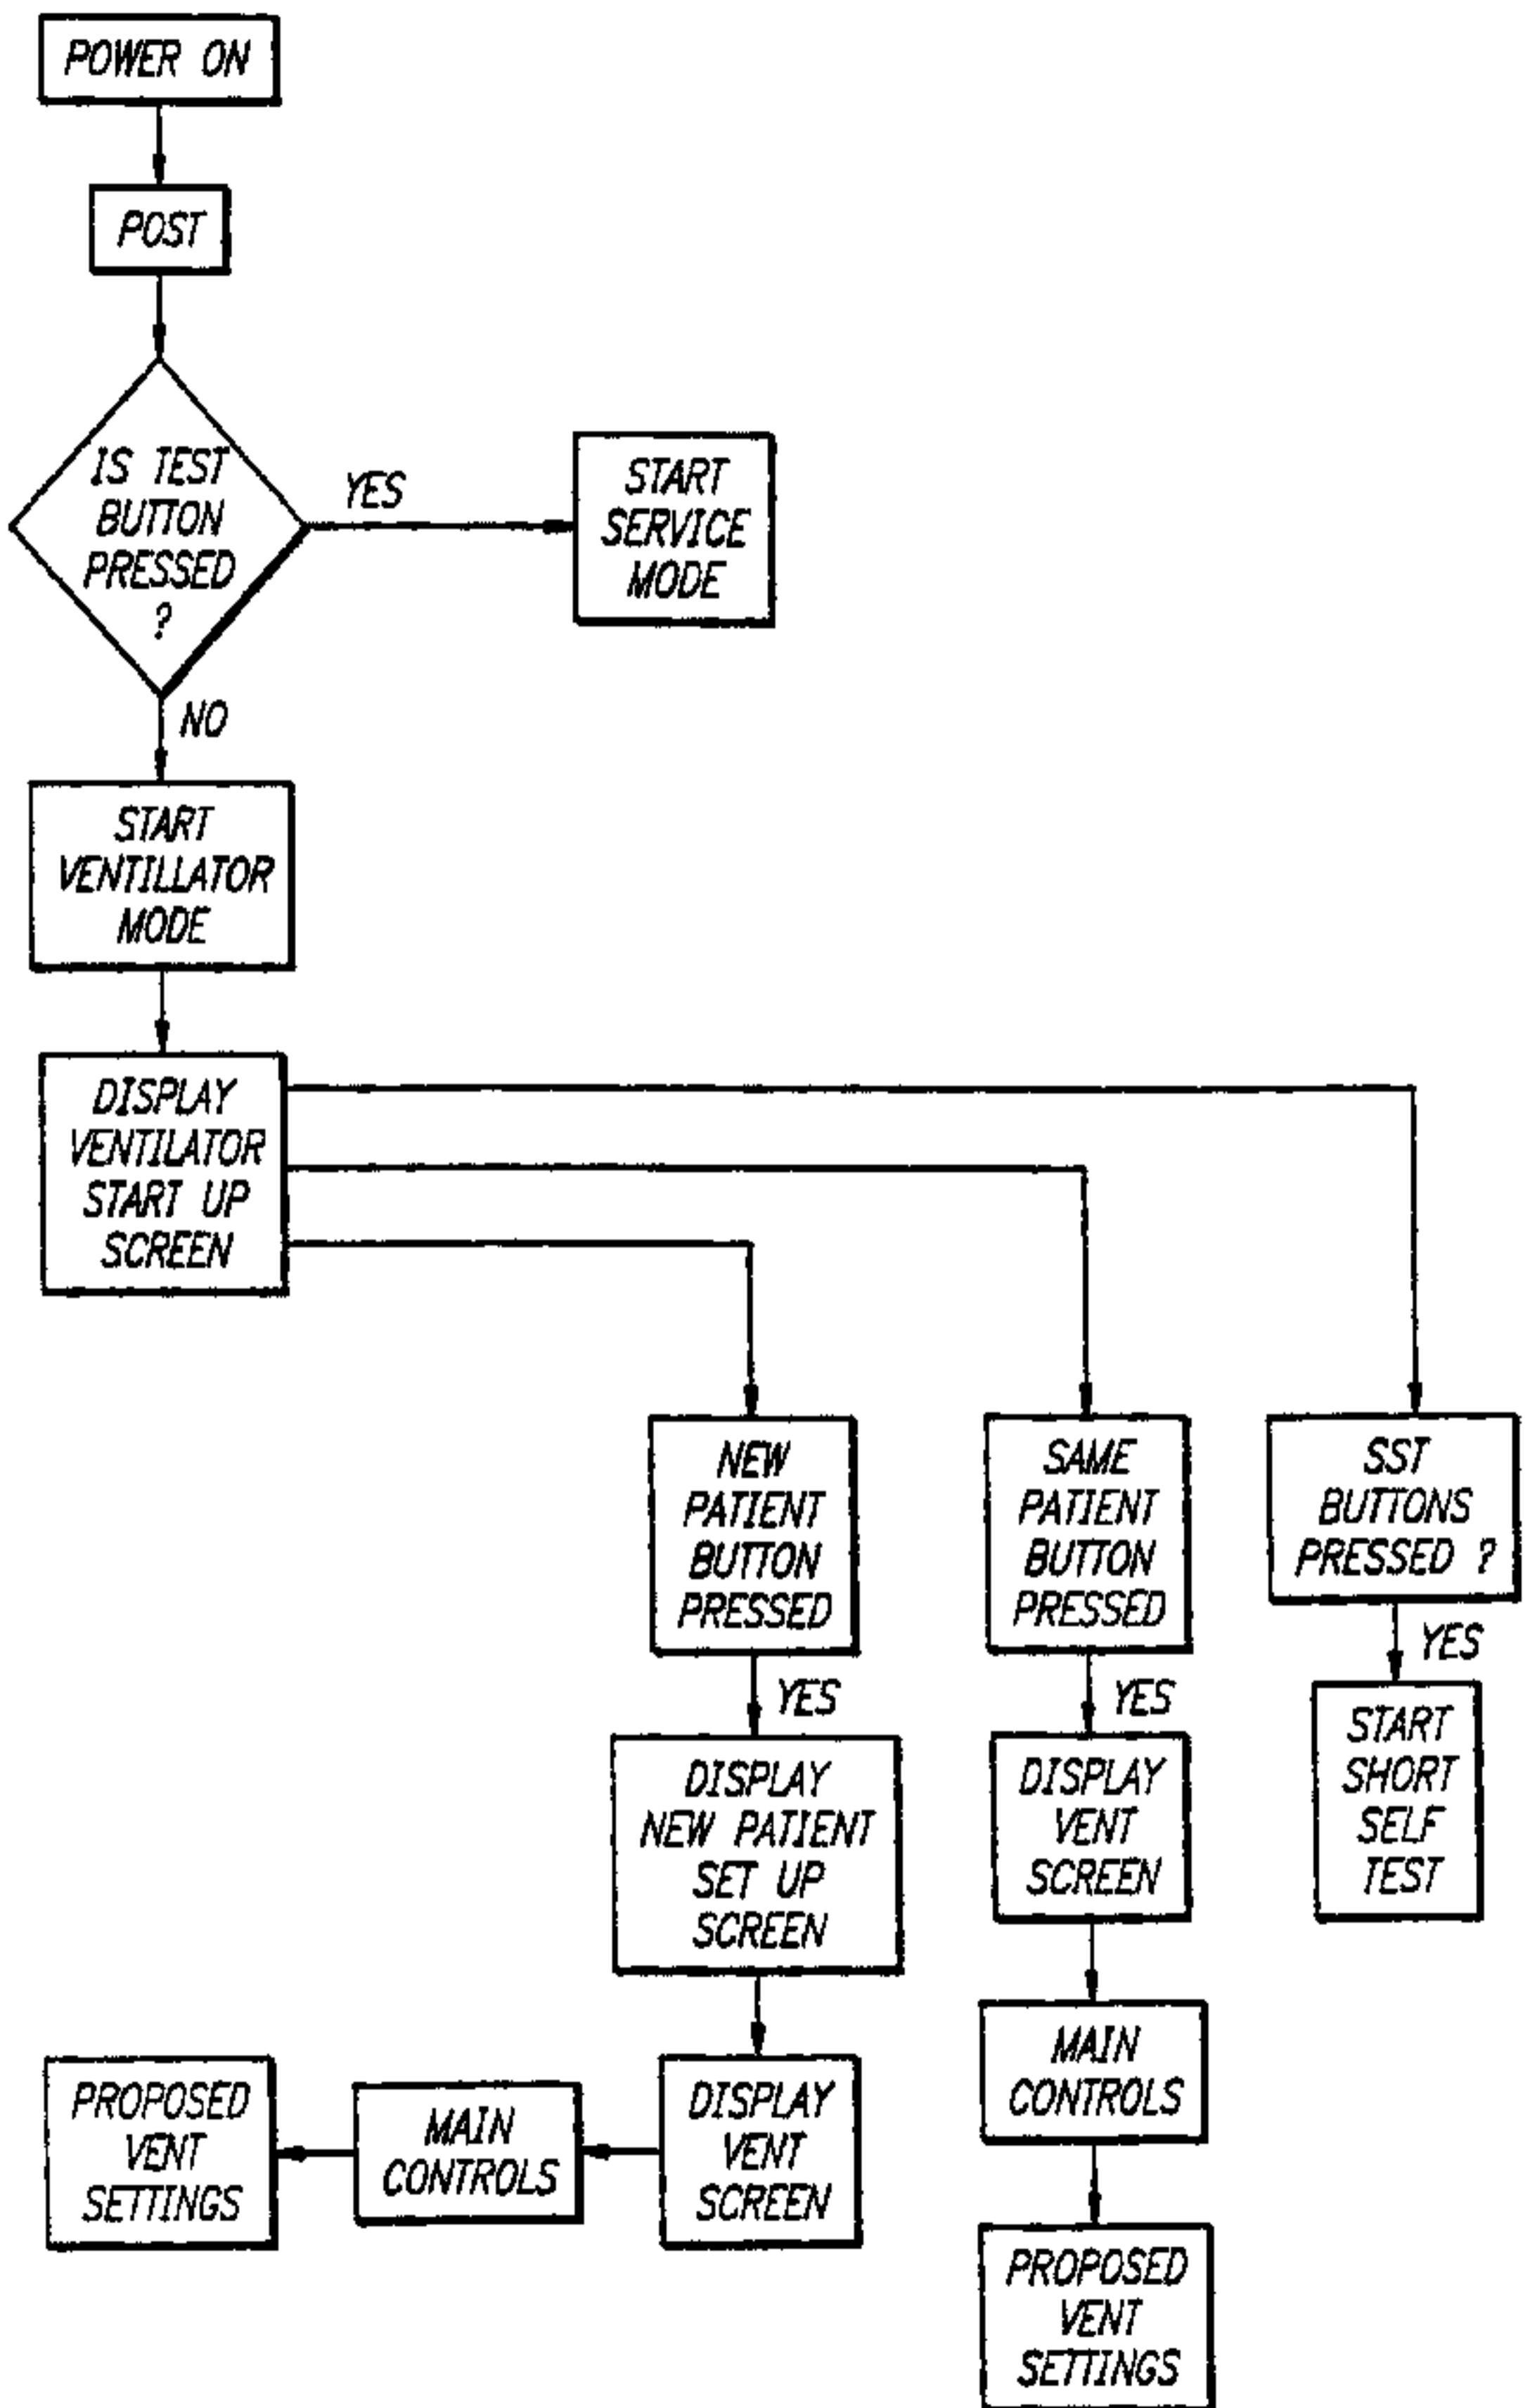 POWER ON
POST
IS TEST
BUTTON
PRESSED
?
YES
START
SERVICE
MODE
NO
START
VENTILLATOR
MODE
DISPLAY
VENTILATOR
START UP
SCREEN
NEW
PATIENT
BUTTON
PRESSED
YES
DISPLAY
NEW PATIENT
SET UP
SCREEN
DISPLAY
VENT
SCREEN
MAIN
CONTROLS
PROPOSED
VENT
SETTINGS
SAME
PATIENT
BUTTON
PRESSED
YES
DISPLAY
VENT
SCREEN
MAIN
CONTROLS
PROPOSED
VENT
SETTINGS
SST
BUTTONS
PRESSED ?
YES
START
SHORT
SELF
TEST